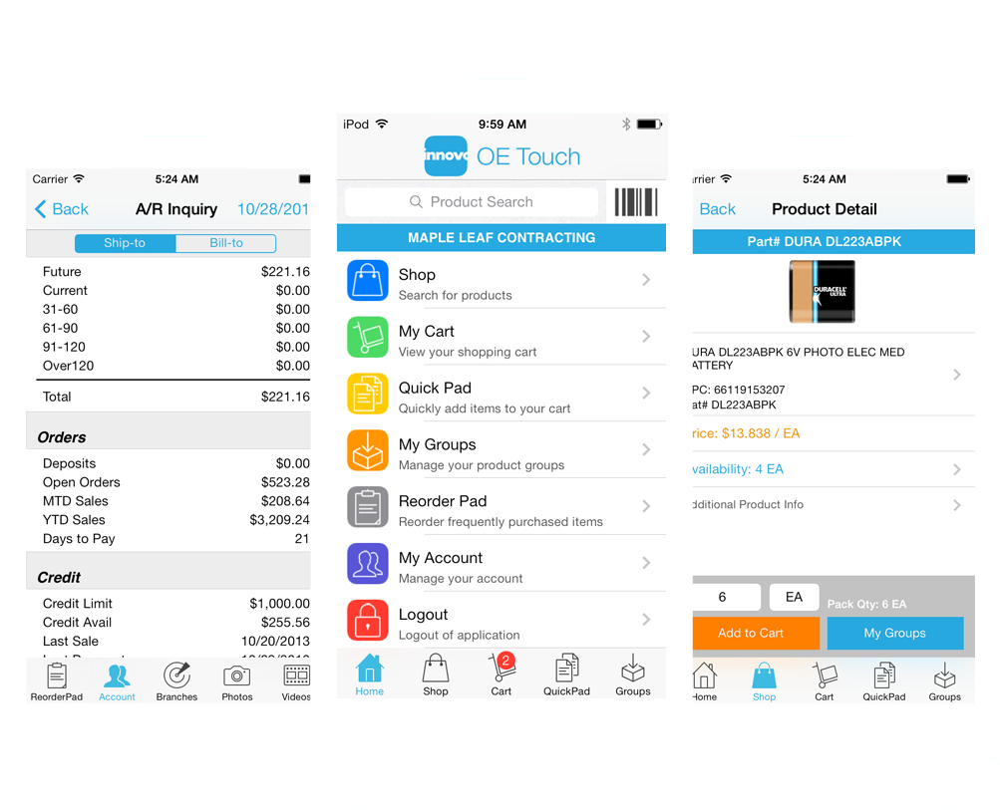 Carrier 5:24 AM
Back A/R Inquiry 10/28/201
Ship-to Bill-to
Future $221.16
Current $0.00
31-60 $0.00
61-90 $0.00
91-120 $0.00
Over120 $0.00
Total $221.16
Orders
Deposits $0.00
Open Orders $523.28
MTD Sales $208.64
YTD Sales $3,209.24
Days to Pay 21
Credit
Credit Limit $1,000.00
Credit Avail $255.56
Last Sale 10/20/2013
ReorderPad Account Branches Photos Videos
iPod 9:59 AM
innovo OE Touch
Product Search
MAPLE LEAF CONTRACTING
Shop
Search for products
My Cart
View your shopping cart
Quick Pad
Quickly add items to your cart
My Groups
Manage your product groups
Reorder Pad
Reorder frequently purchased items
My Account
Manage your account
Logout
Logout of application
2
Home Shop Cart QuickPad Groups
rrier 5:24 AM
Back Product Detail
Part# DURA DL223ABPK
DURACELL
ULTRA
URA DL223ABPK 6V PHOTO ELEC MED
ATTERY
PC: 66119153207
at# DL223ABPK
rice: $13.838 / EA
vailability: 4 EA
dditional Product Info
6 EA Pack Qty: 6 EA
Add to Cart My Groups
Home Shop Cart QuickPad Groups